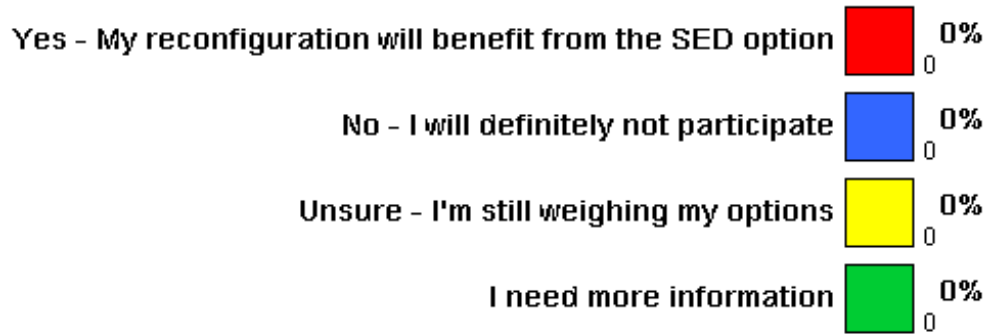 Yes - My reconfiguration will benefit from the SED option 0%
0
No - I will definitely not participate 0%
0
Unsure - I'm still weighing my options 0%
0
I need more information 0%
0